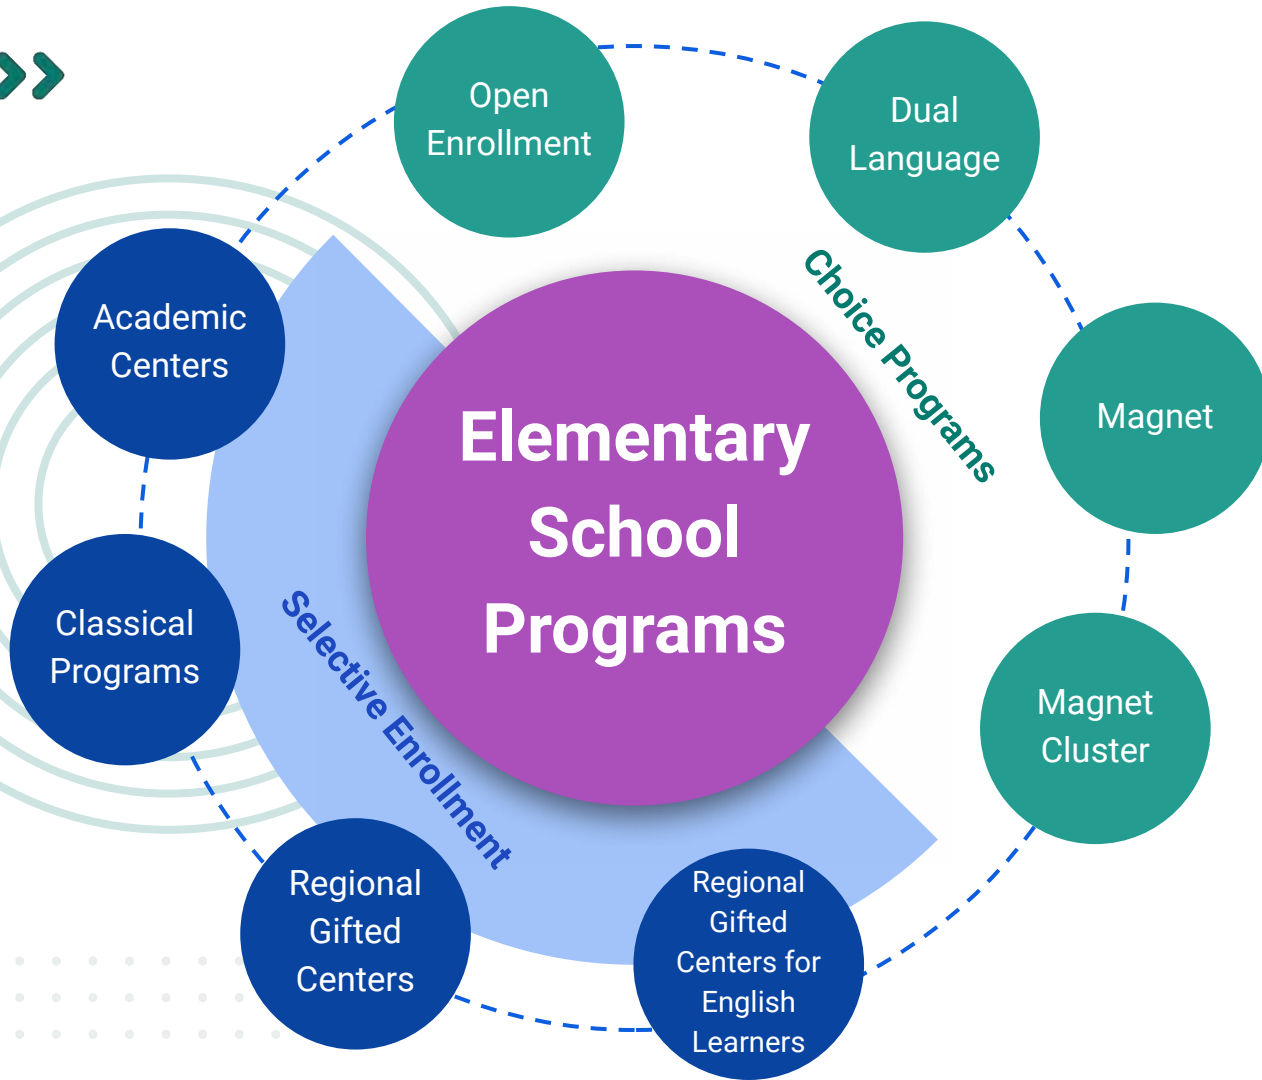 Open
Enrollment
Dual
Language
Choice Programs
Magnet
Magnet
Cluster
Elementary
School
Programs
Academic
Centers
Classical
Programs
Selective Enrollment
Regional
Gifted
Centers
Regional
Gifted
Centers for
English
Learners